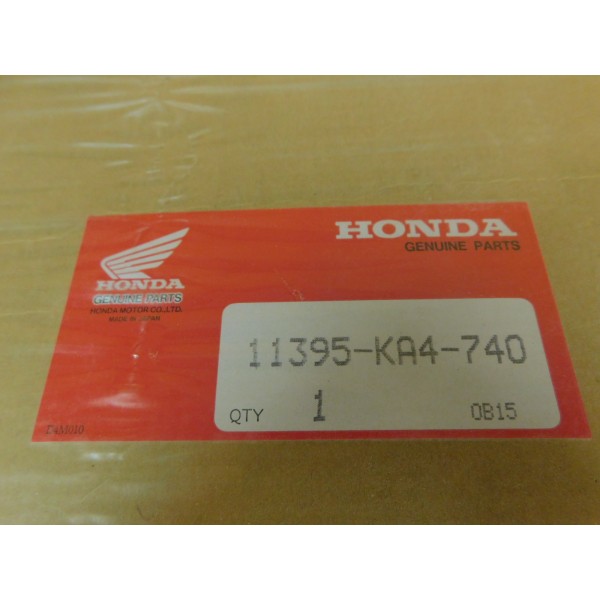 HONDA
GENUINE PARTS
HONDA
GENUINE PARTS
HONDA MOTOR CO.,LTD.
MADE IN JAPAN
11395-KA4-740
QTY 1 0B15